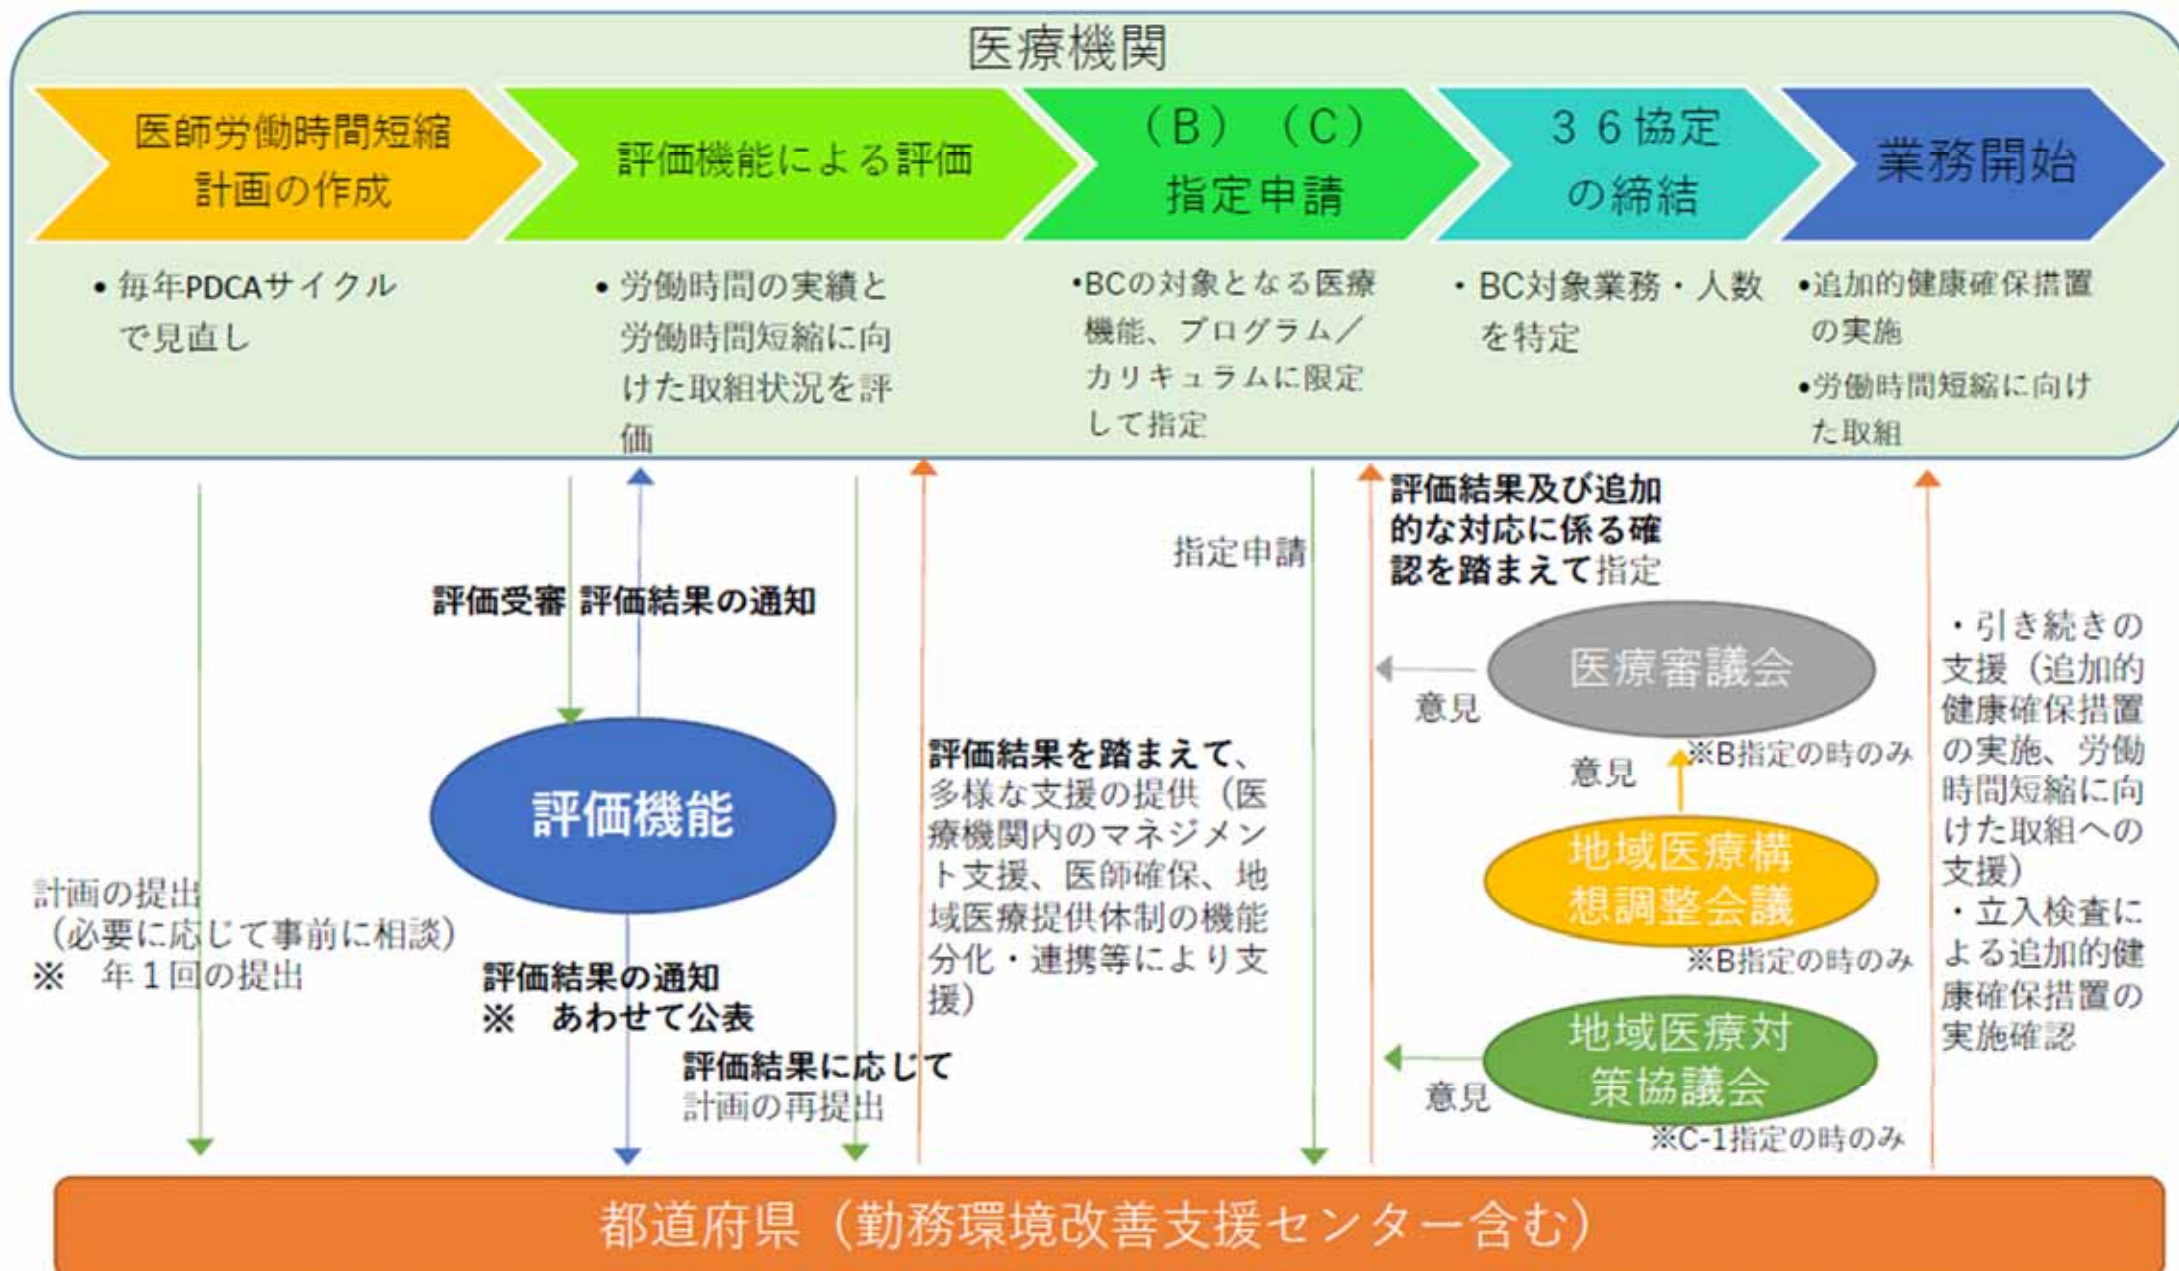 医療機関
医師労働時間短縮
計画の作成
評価機能による評価
（B）（C）
指定申請
３６協定
の締結
業務開始
• 毎年PDCAサイクル
で見直し
• 労働時間の実績と
労働時間短縮に向
けた取組状況を評
価
•BCの対象となる医療
機能、プログラム／
カリキュラムに限定
して指定
・BC対象業務・人数
を特定
•追加的健康確保措置
の実施
•労働時間短縮に向け
た取組
計画の提出
（必要に応じて事前に相談）
※　年１回の提出
評価受審
評価結果の通知
評価機能
評価結果の通知
※　あわせて公表
評価結果に応じて
計画の再提出
評価結果を踏まえて、
多様な支援の提供（医
療機関内のマネジメン
ト支援、医師確保、地
域医療提供体制の機能
分化・連携等により支
援）
指定申請
評価結果及び追加
的な対応に係る確
認を踏まえて指定
医療審議会
意見
※B指定の時のみ
意見
地域医療構
想調整会議
※B指定の時のみ
地域医療対
策協議会
意見
※C-1指定の時のみ
・引き続きの
支援（追加的
健康確保措置
の実施、労働
時間短縮に向
けた取組への
支援）
・立入検査に
よる追加的健
康確保措置の
実施確認
都道府県（勤務環境改善支援センター含む）